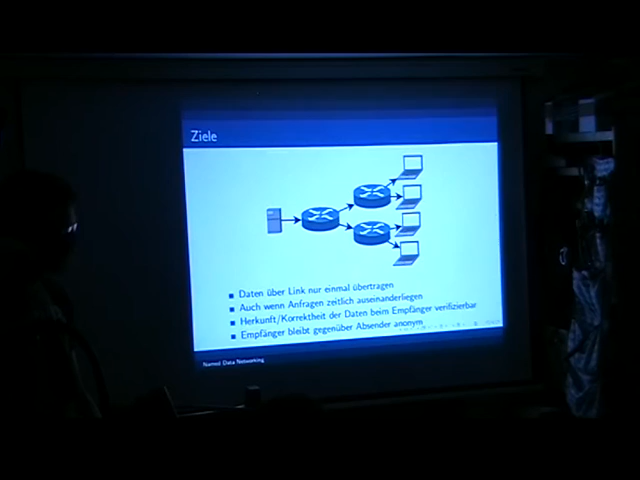 Ziele
Daten über Link nur einmal übertragen
Auch wenn Anfragen zeitlich auseinanderliegen
Herkunft/Korrektheit der Daten beim Empfänger verifizierbar
Empfänger bleibt gegenüber Absender anonym
Named Data Networking